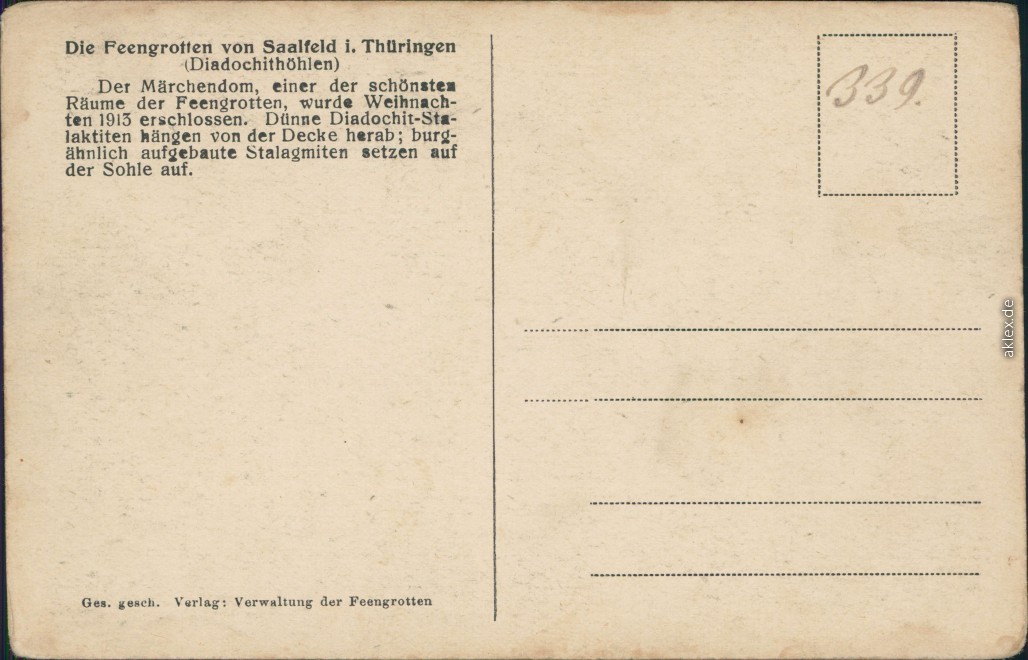 Die Feengrotten von Saalfeld i. Thüringen
(Diadochithöhlen)
Der Märchendom, einer der schönsten
Räume der Feengrotten, wurde Weihnach-
ten 1913 erschlossen. Dünne Diadochit-Sta-
laktiten hängen von der Decke herab; burg-
ähnlich aufgebaute Stalagmiten setzen auf
der Sohle auf.
Ges. gesch. Verlag: Verwaltung der Feengrotten
339.
aklex.de